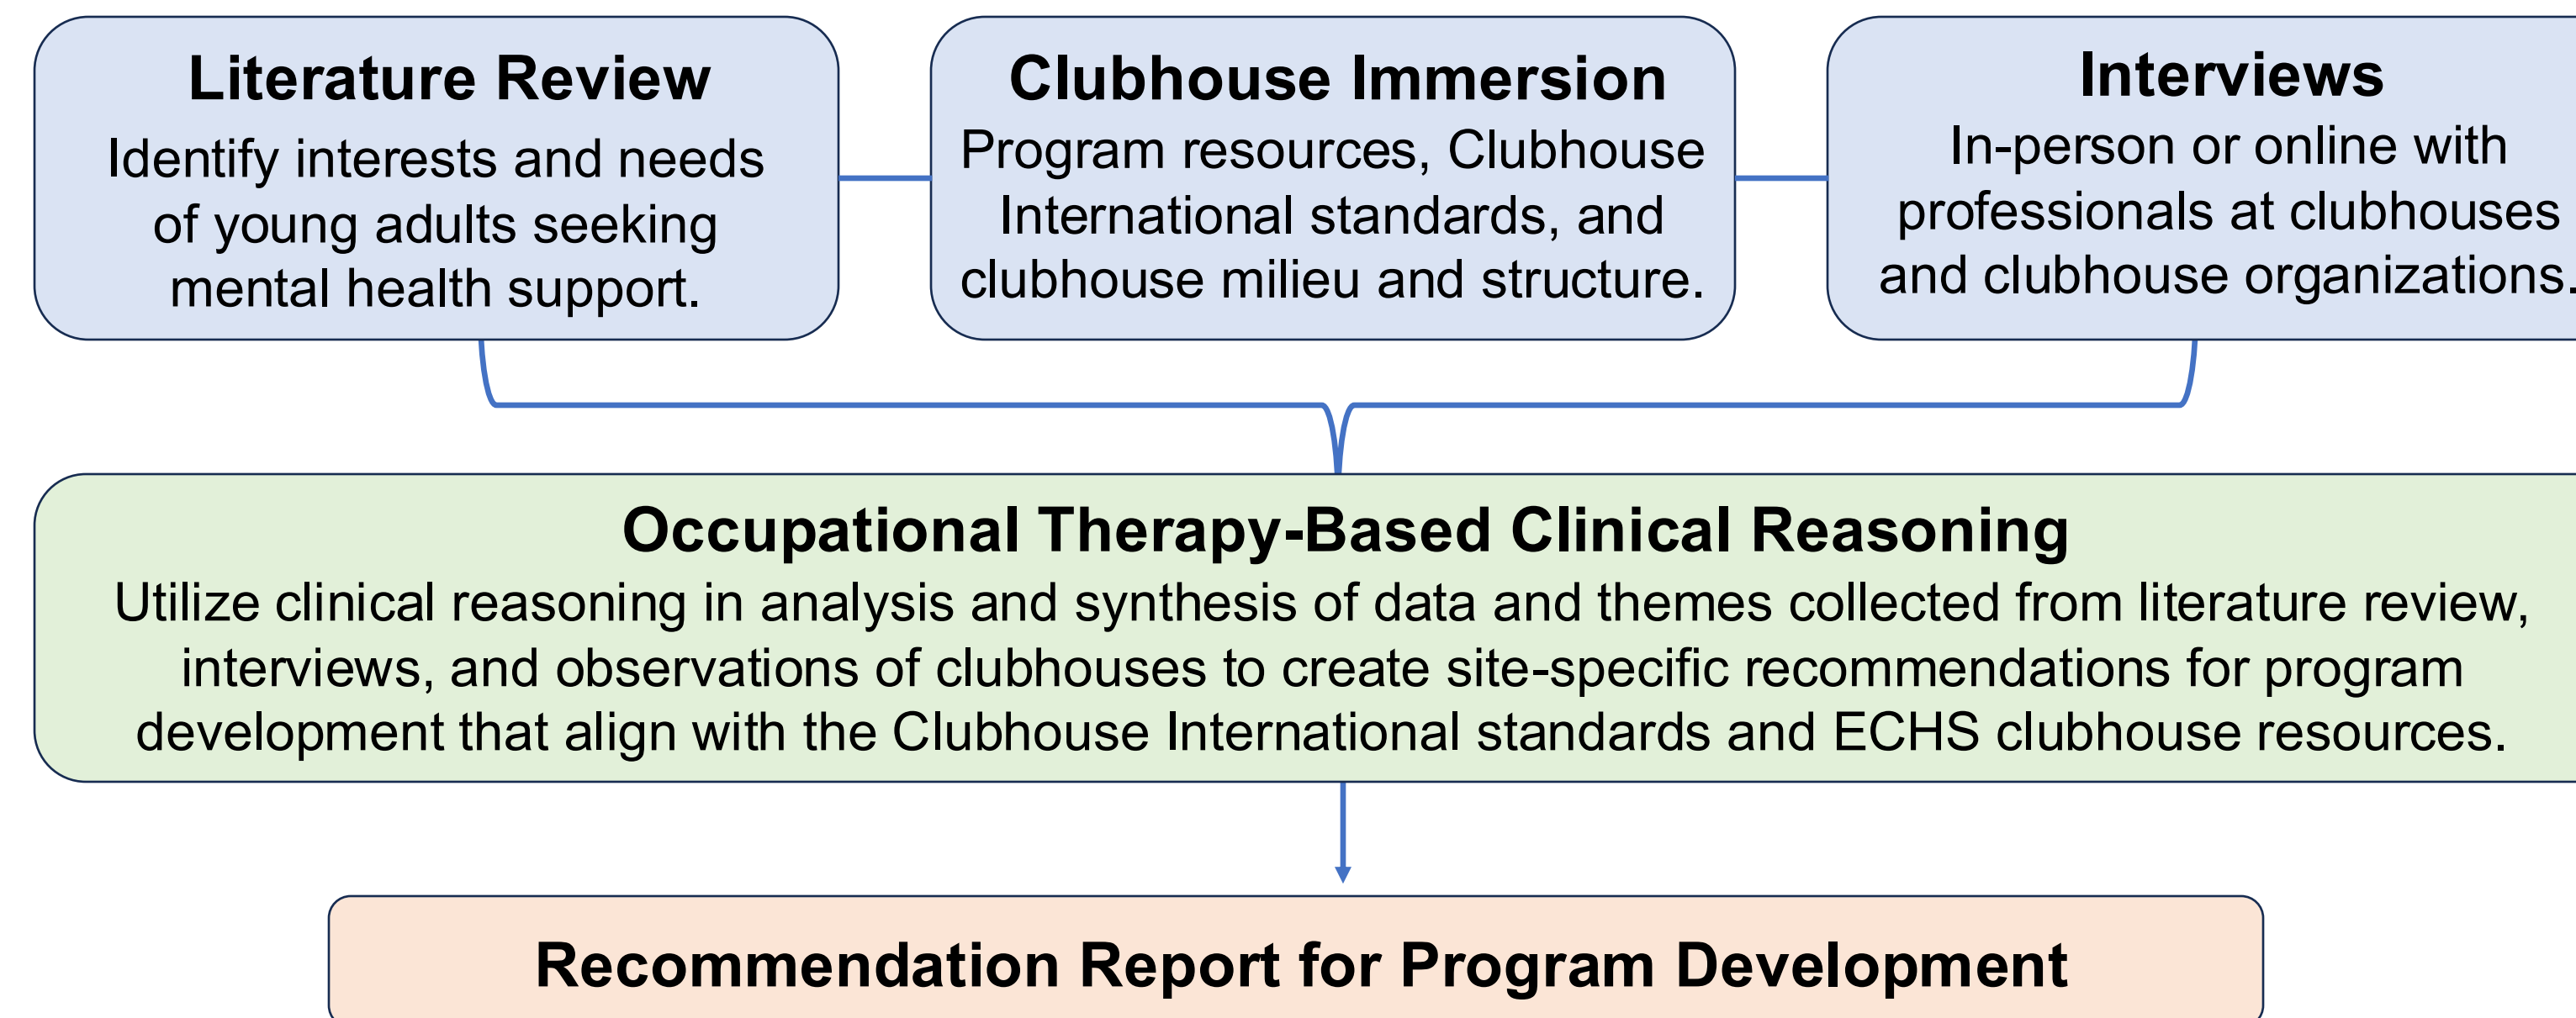 Literature Review
Identify interests and needs
of young adults seeking
mental health support.
Clubhouse Immersion
Program resources, Clubhouse
International standards, and
clubhouse milieu and structure.
Interviews
In-person or online with
professionals at clubhouses
and clubhouse organizations.
Occupational Therapy-Based Clinical Reasoning
Utilize clinical reasoning in analysis and synthesis of data and themes collected from literature review,
interviews, and observations of clubhouses to create site-specific recommendations for program
development that align with the Clubhouse International standards and ECHS clubhouse resources.
Recommendation Report for Program Development